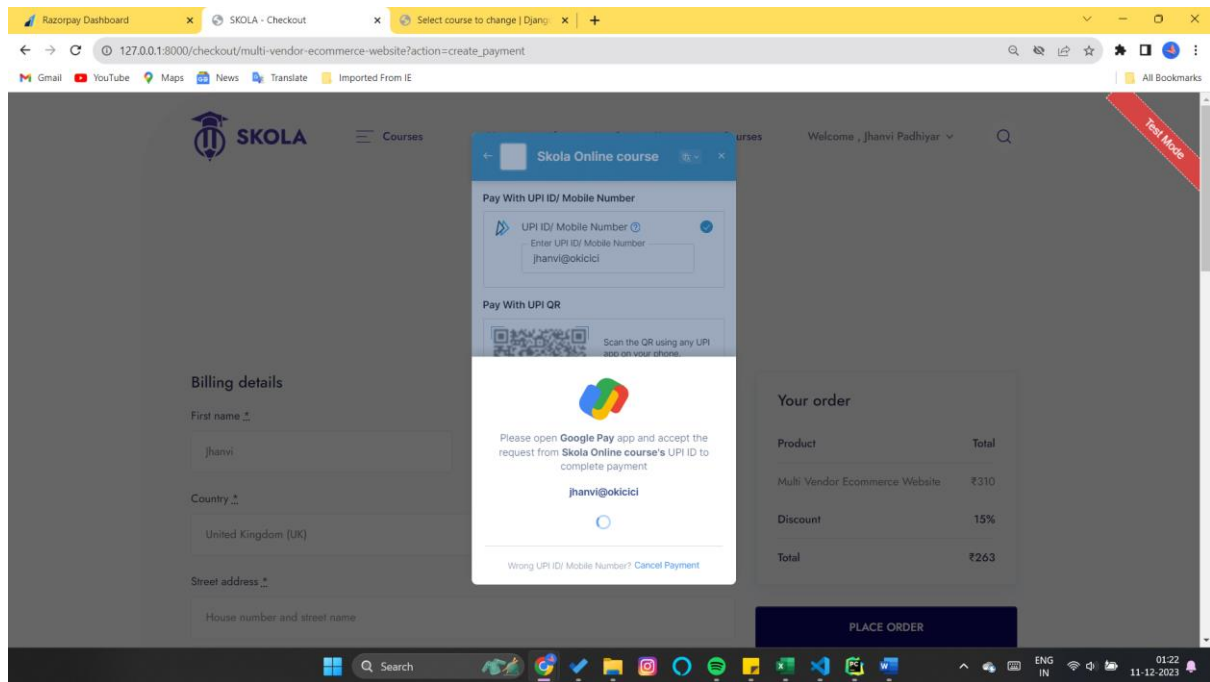 Razorpay Dashboard
SKOLA - Checkout
Select course to change | Djang
127.0.0.1:8000/checkout/multi-vendor-ecommerce-website?action=create_payment
Gmail
YouTube
Maps
News
Translate
Imported From IE
All Bookmarks
Test Mode
SKOLA
Courses
urses
Welcome , Jhanvi Padhiyar
Skola Online course
Pay With UPI ID/ Mobile Number
UPI ID/ Mobile Number
Enter UPI ID/ Mobile Number
jhanvi@okicici
Pay With UPI QR
Scan the QR using any UPI
app on your phone.
Please open Google Pay app and accept the
request from Skola Online course's UPI ID to
complete payment
jhanvi@okicici
Wrong UPI ID/ Mobile Number? Cancel Payment
Billing details
First name *
Jhanvi
Country *
United Kingdom (UK)
Street address *
House number and street name
Your order
Product Total
Multi Vendor Ecommerce Website ₹310
Discount 15%
Total ₹263
PLACE ORDER
Search
ENG
IN
01:22
11-12-2023